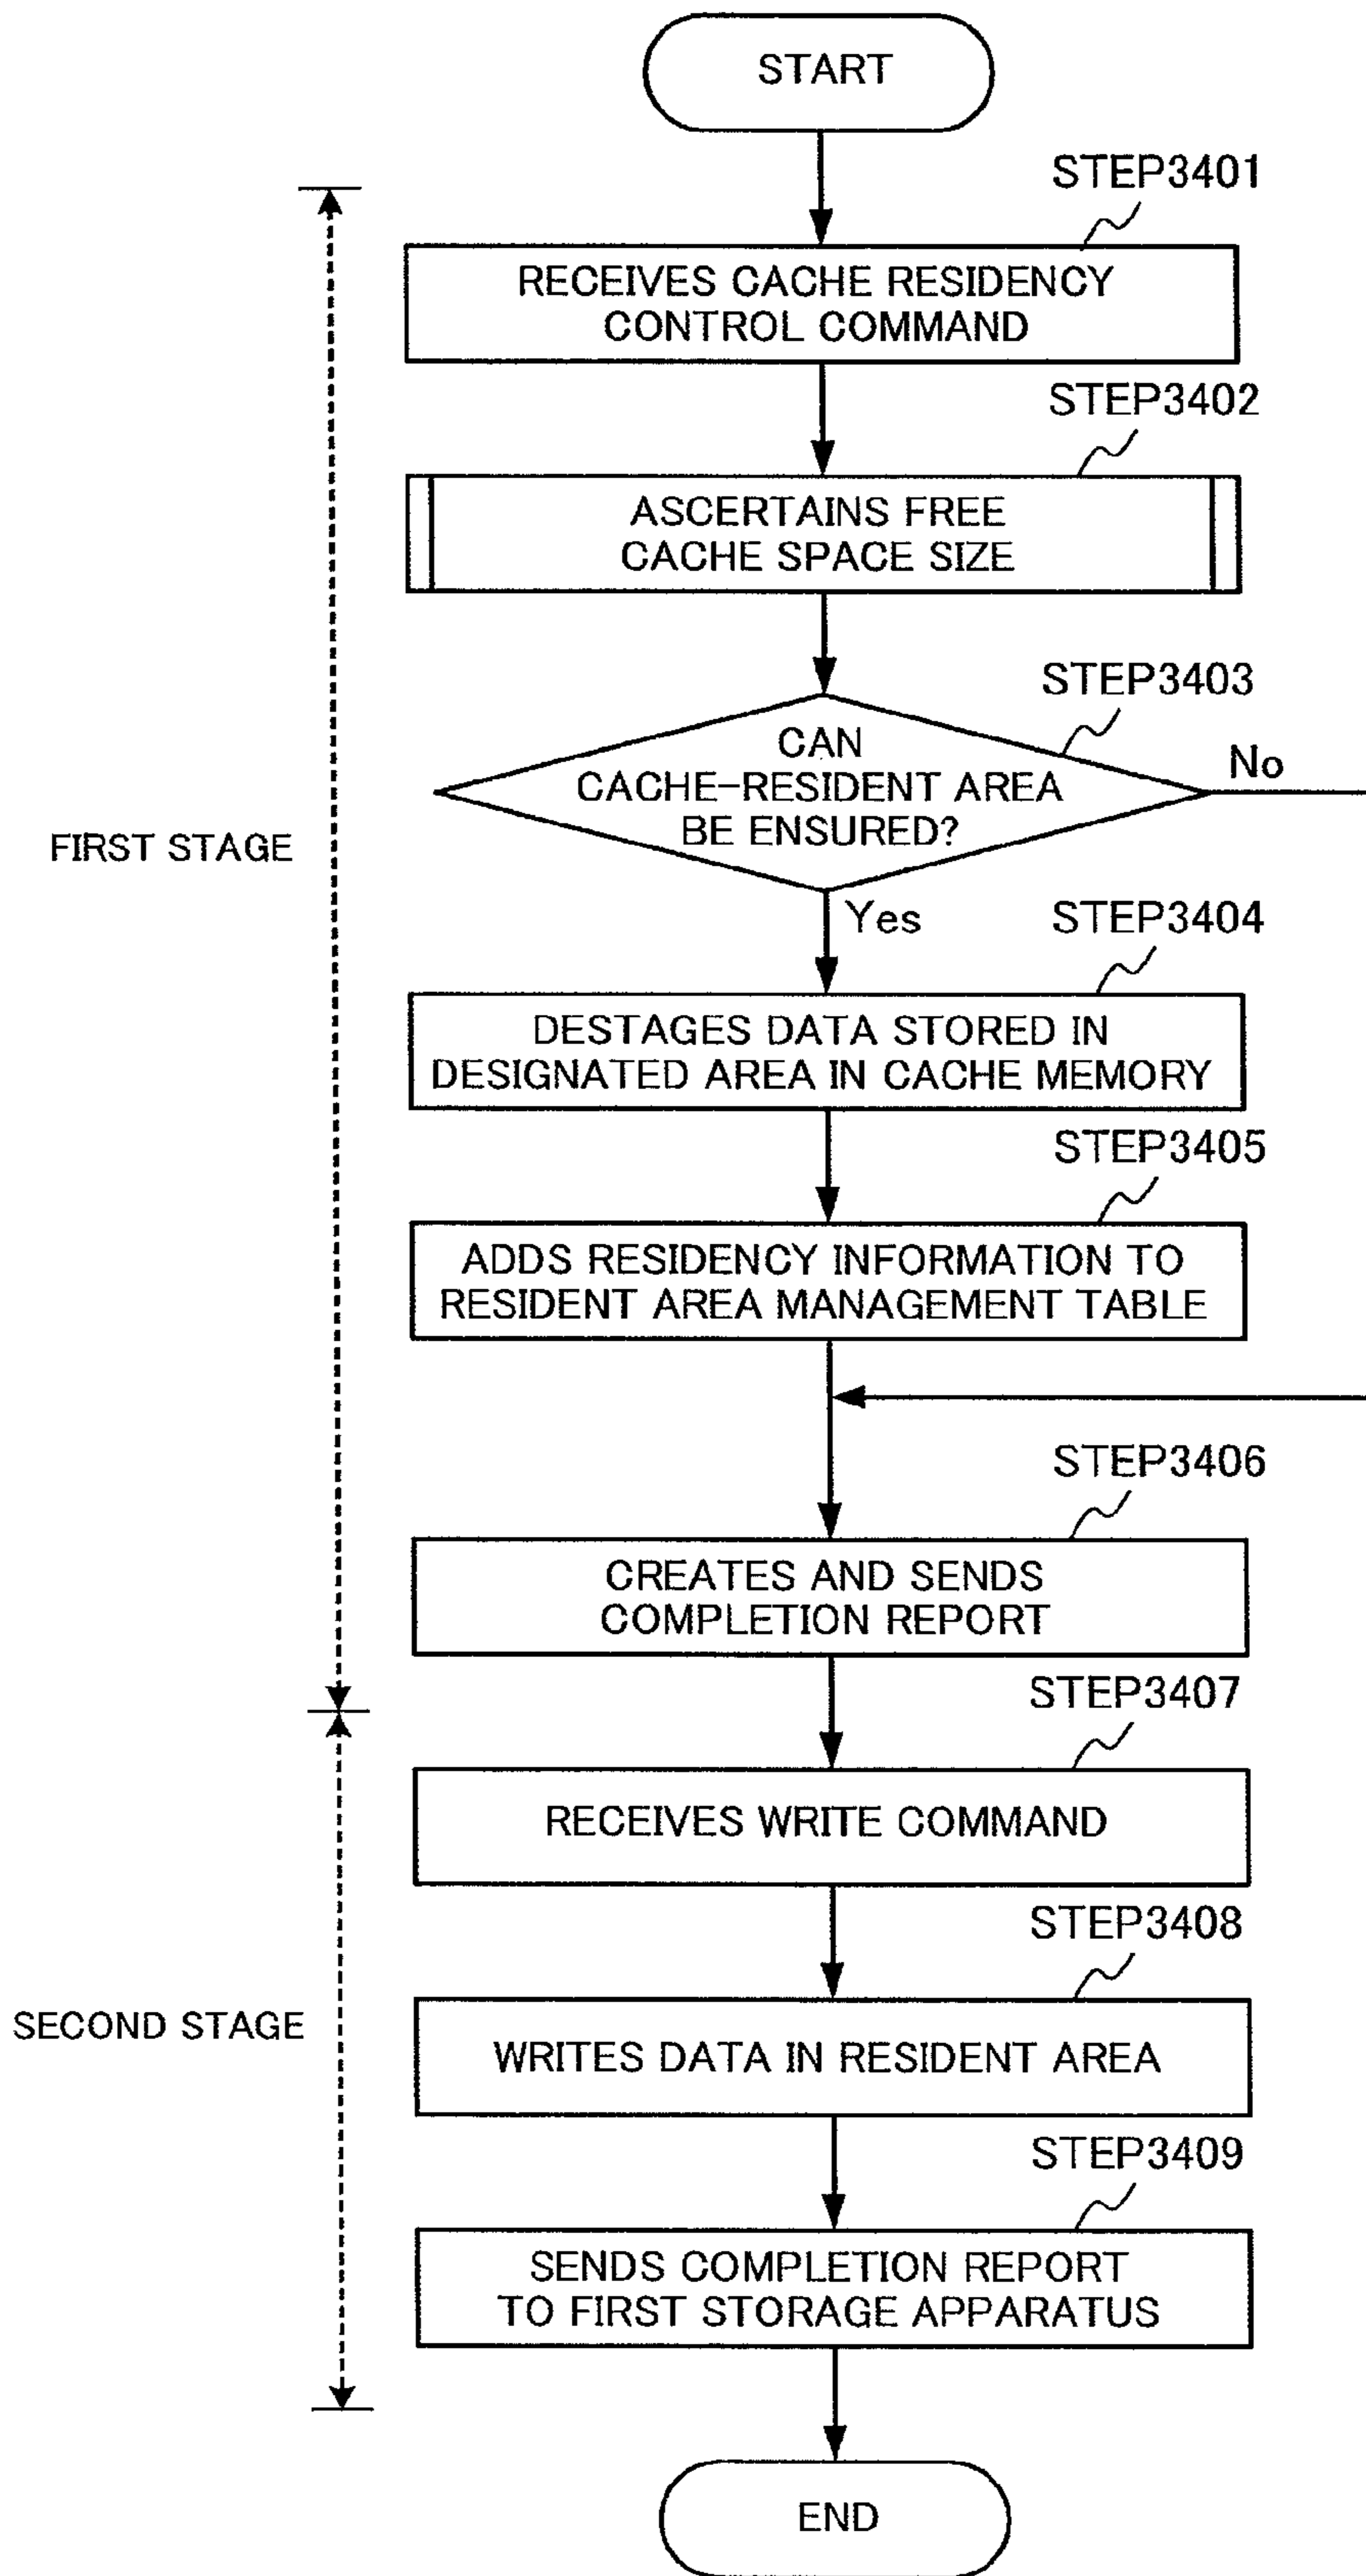 START
STEP3401
RECEIVES CACHE RESIDENCY
CONTROL COMMAND
STEP3402
ASCERTAINS FREE
CACHE SPACE SIZE
STEP3403
CAN
CACHE-RESIDENT AREA
BE ENSURED?
No
FIRST STAGE
Yes
STEP3404
DESTAGES DATA STORED IN
DESIGNATED AREA IN CACHE MEMORY
STEP3405
ADDS RESIDENCY INFORMATION TO
RESIDENT AREA MANAGEMENT TABLE
STEP3406
CREATES AND SENDS
COMPLETION REPORT
STEP3407
RECEIVES WRITE COMMAND
STEP3408
SECOND STAGE
WRITES DATA IN RESIDENT AREA
STEP3409
SENDS COMPLETION REPORT
TO FIRST STORAGE APPARATUS
END